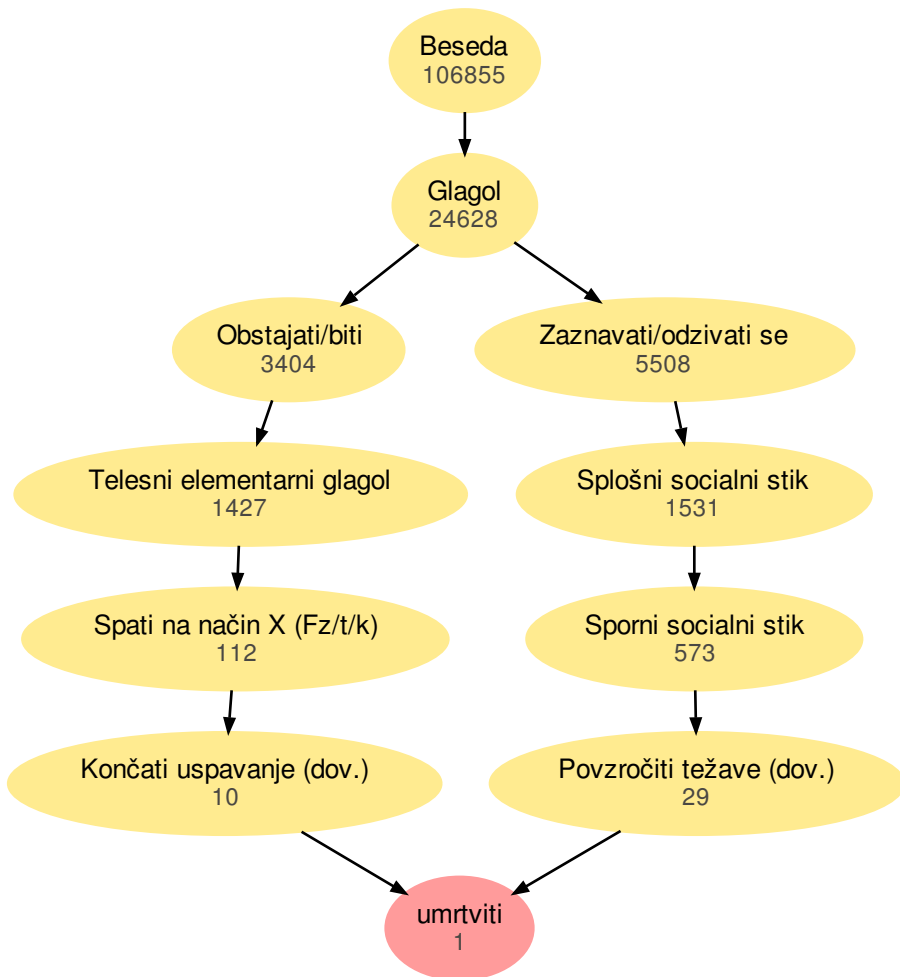 Beseda
106855
Glagol
24628
Obstajati/biti
3404
Zaznavati/odzivati se
5508
Telesni elementarni glagol
1427
Splošni socialni stik
1531
Spati na način X (Fz/t/k)
112
Sporni socialni stik
573
Končati uspavanje (dov.)
10
Povzročiti težave (dov.)
29
umrtviti
1